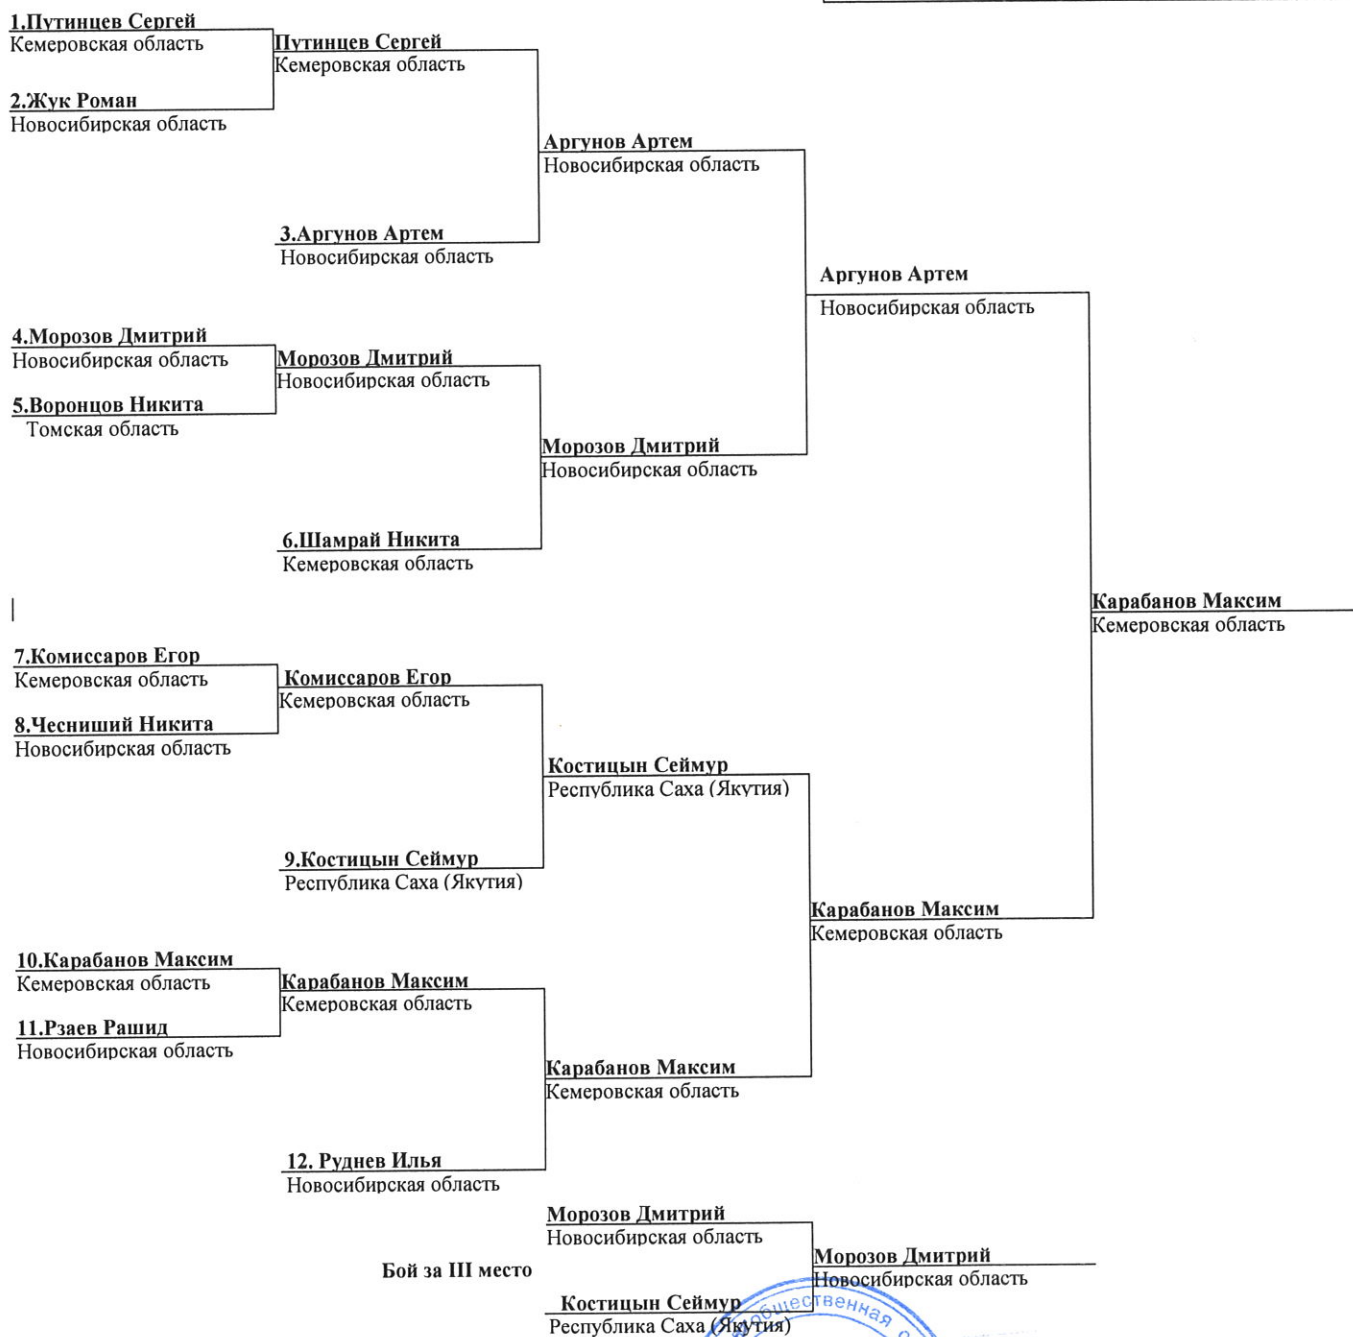 1.Путинцев Сергей
Кемеровская область
Путинцев Сергей
Кемеровская область
2.Жук Роман
Новосибирская область
Аргунов Артем
Новосибирская область
3.Аргунов Артем
Новосибирская область
Аргунов Артем
Новосибирская область
4.Морозов Дмитрий
Новосибирская область
Морозов Дмитрий
Новосибирская область
5.Воронцов Никита
Томская область
Морозов Дмитрий
Новосибирская область
6.Шамрай Никита
Кемеровская область
Карабанов Максим
Кемеровская область
7.Комиссаров Егор
Кемеровская область
Комиссаров Егор
Кемеровская область
8.Чесниший Никита
Новосибирская область
Костицын Сеймур
Республика Саха (Якутия)
9.Костицын Сеймур
Республика Саха (Якутия)
Карабанов Максим
Кемеровская область
10.Карабанов Максим
Кемеровская область
Карабанов Максим
Кемеровская область
11.Рзаев Рашид
Новосибирская область
Карабанов Максим
Кемеровская область
12. Руднев Илья
Новосибирская область
Морозов Дмитрий
Новосибирская область
Бой за III место
Морозов Дмитрий
Новосибирская область
Костицын Сеймур
Республика Саха (Якутия)
общественная